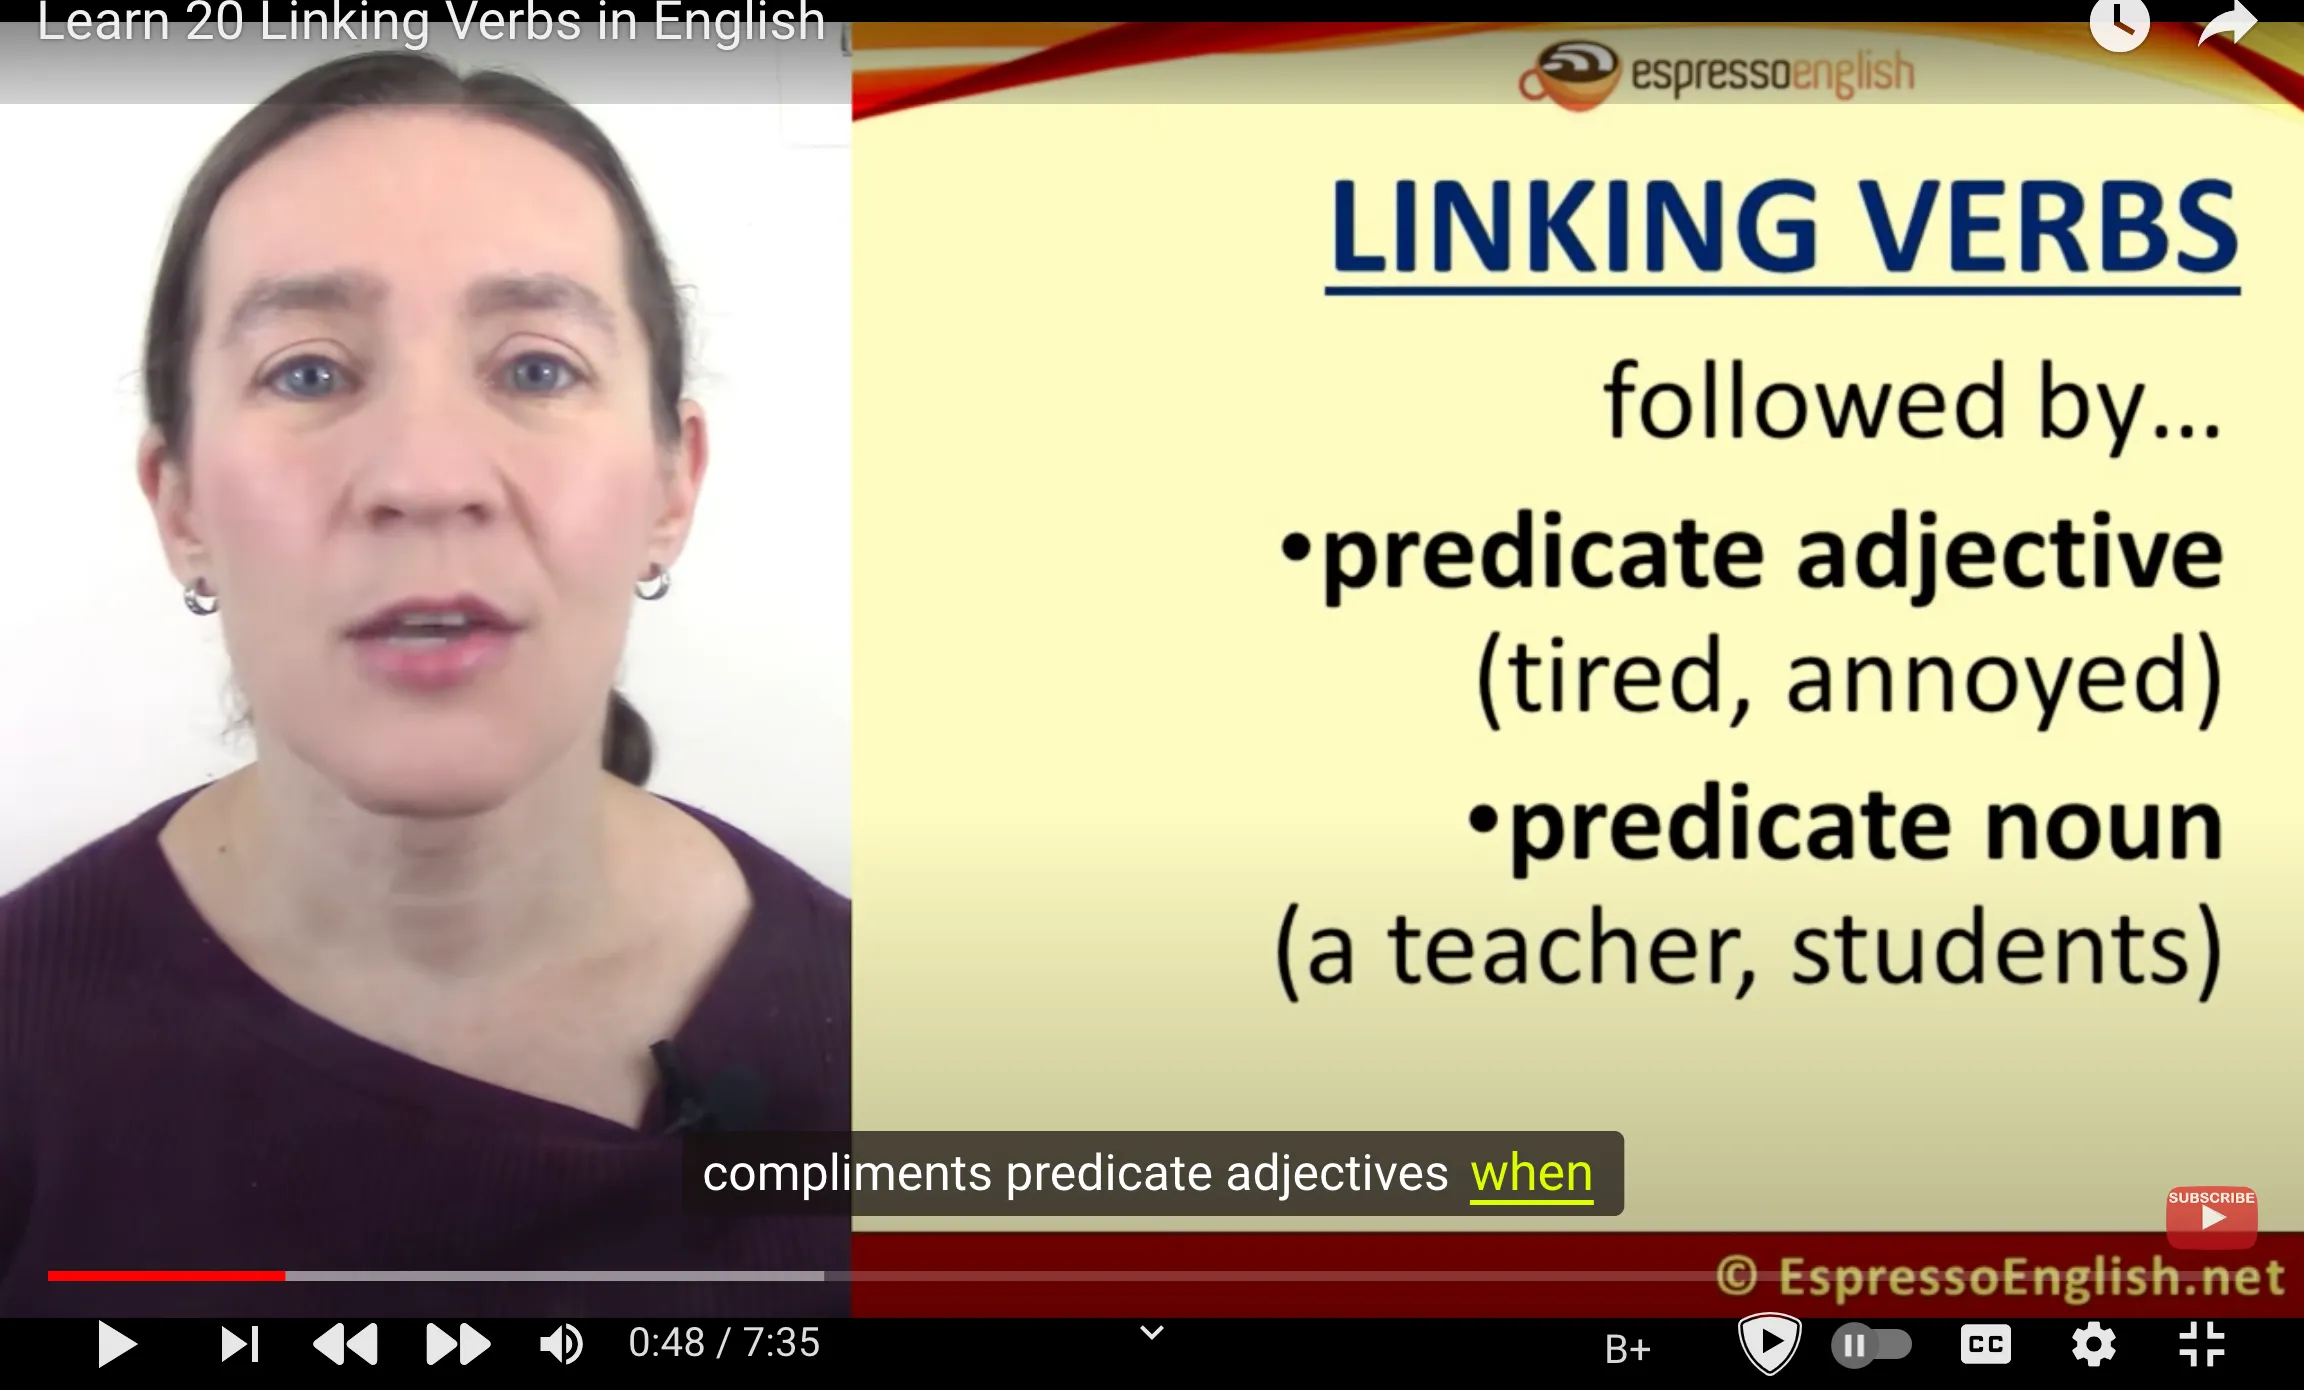 Learn 20 Linking Verbs in English
espressoenglish
LINKING VERBS
followed by...
•predicate adjective
(tired, annoyed)
•predicate noun
(a teacher, students)
compliments predicate adjectives when
SUBSCRIBE
© EspressoEnglish.net
0:48 / 7:35
B+
CC